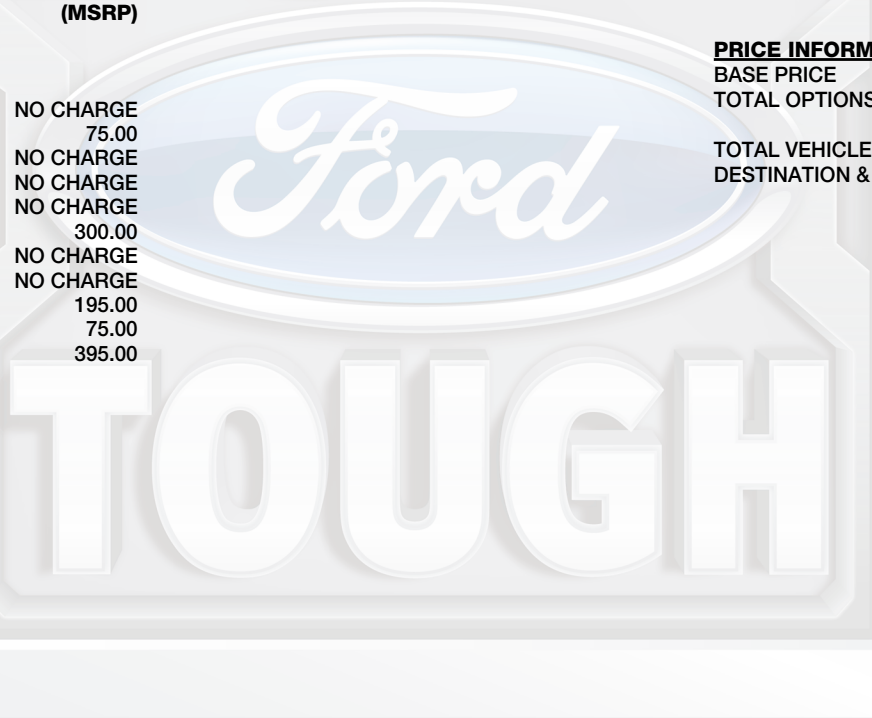 (MSRP)
NO CHARGE
75.00
NO CHARGE
NO CHARGE
NO CHARGE
300.00
NO CHARGE
NO CHARGE
195.00
75.00
395.00
PRICE INFORM
BASE PRICE
TOTAL OPTIONS
TOTAL VEHICLE
DESTINATION &
Ford
TOUGH